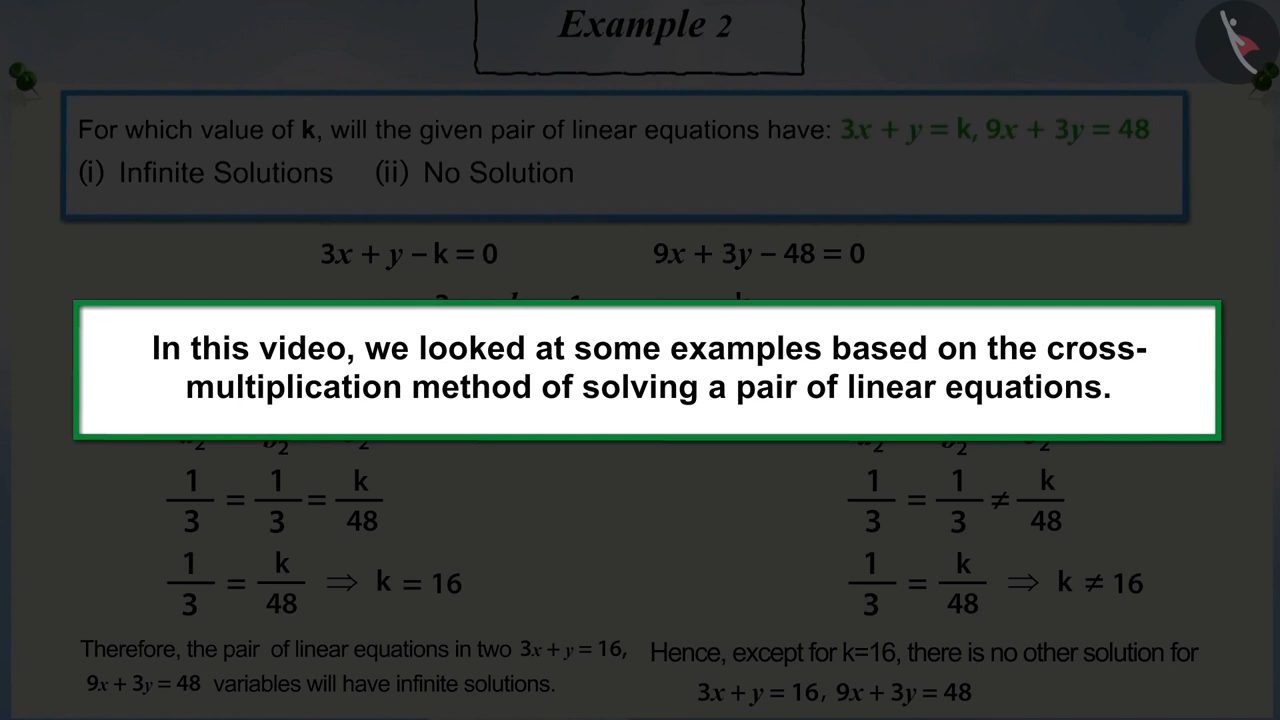 Example 2
For which value of k, will the given pair of linear equations have: 3x + y = k, 9x + 3y = 48
(i) Infinite Solutions (ii) No Solution
3x + y – k = 0 9x + 3y – 48 = 0
In this video, we looked at some examples based on the cross-
multiplication method of solving a pair of linear equations.
1/3 = 1/3 = k/48 1/3 = 1/3 ≠ k/48
1/3 = k/48 ⇒ k = 16 1/3 = k/48 ⇒ k ≠ 16
Therefore, the pair of linear equations in two 3x + y = 16,
9x + 3y = 48 variables will have infinite solutions.
Hence, except for k=16, there is no other solution for
3x + y = 16, 9x + 3y = 48